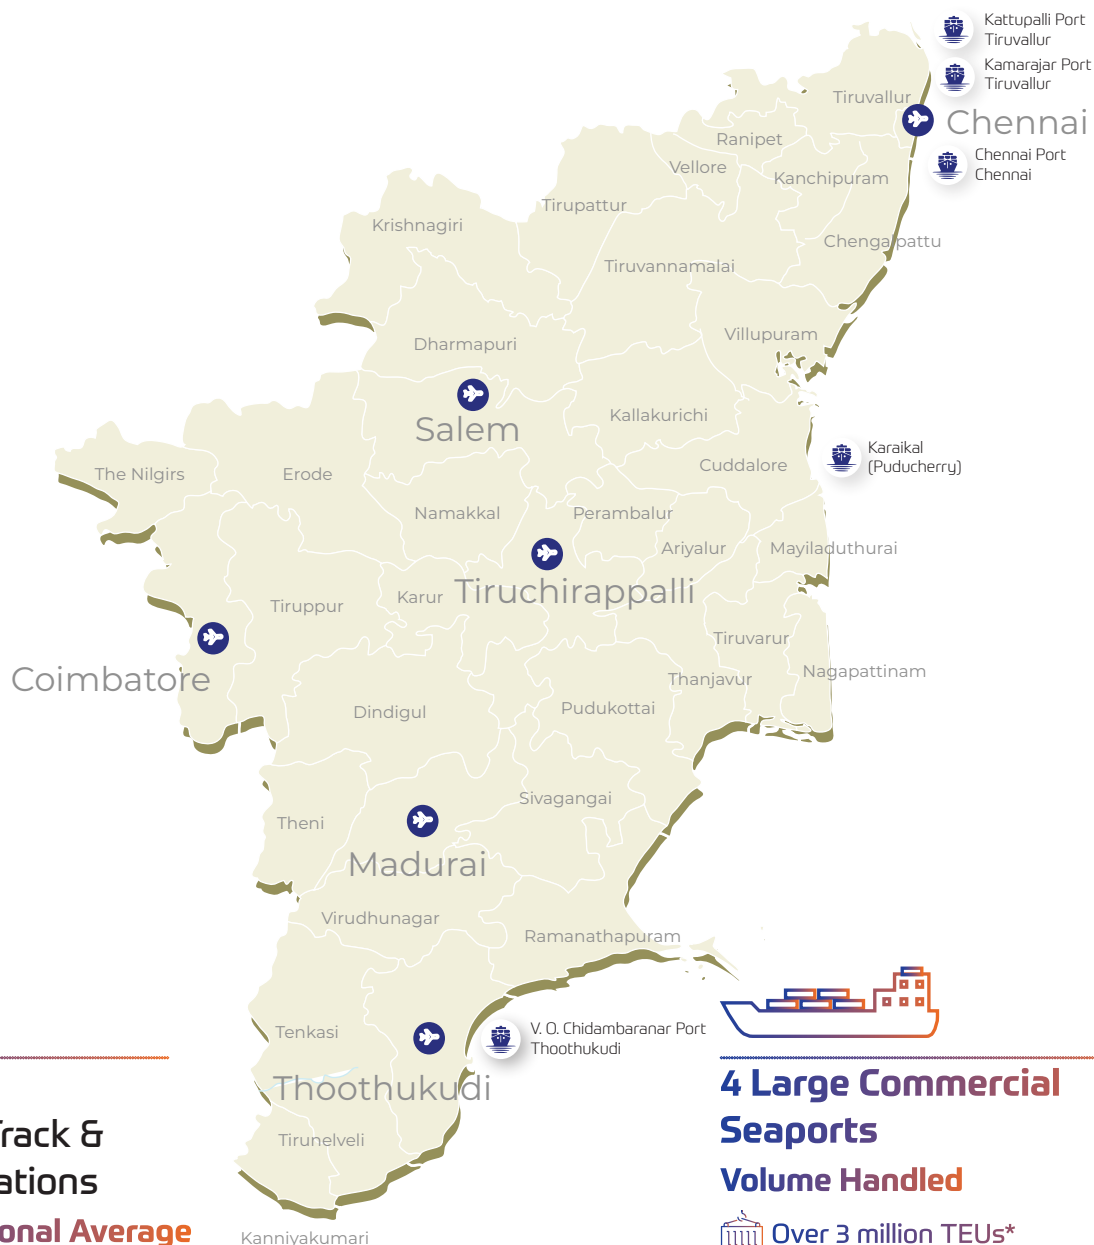 Kattupalli Port
Tiruvallur
Kamarajar Port
Tiruvallur
Tiruvallur
Chennai
Ranipet
Chennai Port
Chennai
Vellore
Kanchipuram
Tirupattur
Krishnagiri
Chengalpattu
Tiruvannamalai
Villupuram
Dharmapuri
Salem
Kallakurichi
Karaikal
(Puducherry)
Cuddalore
The Nilgirs
Erode
Namakkal
Perambalur
Ariyalur
Mayiladuthurai
Tiruchirappalli
Karur
Tiruppur
Tiruvarur
Nagapattinam
Coimbatore
Thanjavur
Pudukottai
Dindigul
Sivagangai
Theni
Madurai
Virudhunagar
Ramanathapuram
V. O. Chidambaranar Port
Thoothukudi
Tenkasi
Thoothukudi
Tirunelveli
Kanniyakumari
Track &
ations
onal Average
4 Large Commercial
Seaports
Volume Handled
Over 3 million TEUs*